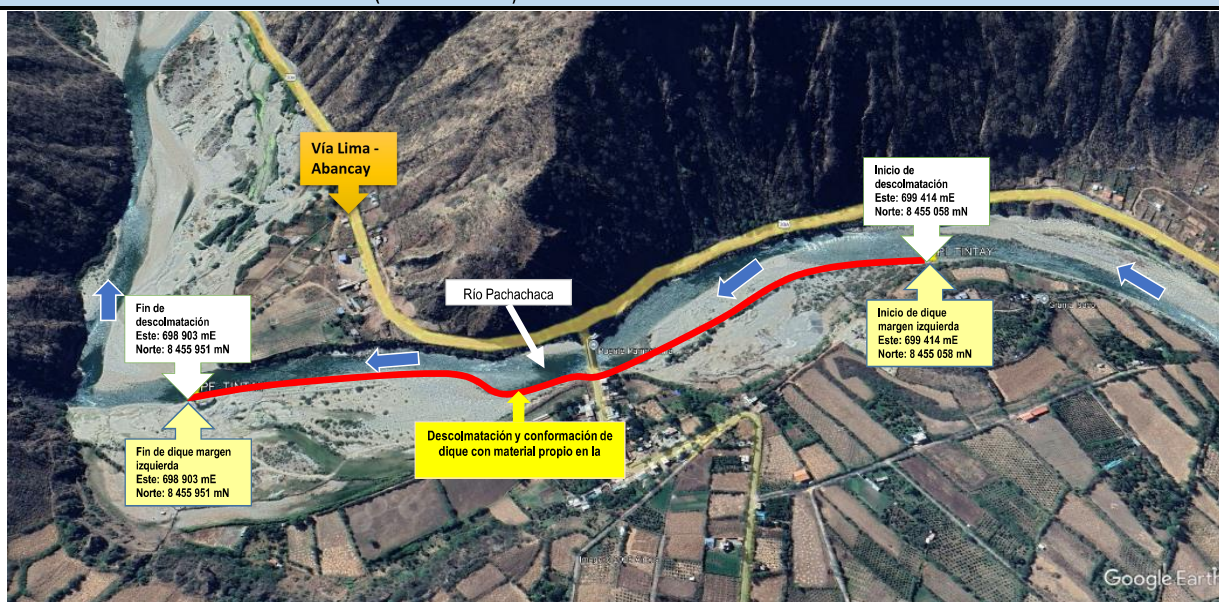 Vía Lima -
Abancay
Inicio de
descolmatación
Este: 699 414 mE
Norte: 8 455 058 mN
PI_TINTAY
Río Pachachaca
Inicio de dique
margen izquierda
Este: 699 414 mE
Norte: 8 455 058 mN
Fin de
descolmatación
Este: 698 903 mE
Norte: 8 455 951 mN
PF_TINTAY
Puente
Descolmatación y conformación de
dique con material propio en la
Fin de dique margen
izquierda
Este: 698 903 mE
Norte: 8 455 951 mN
Google Earth